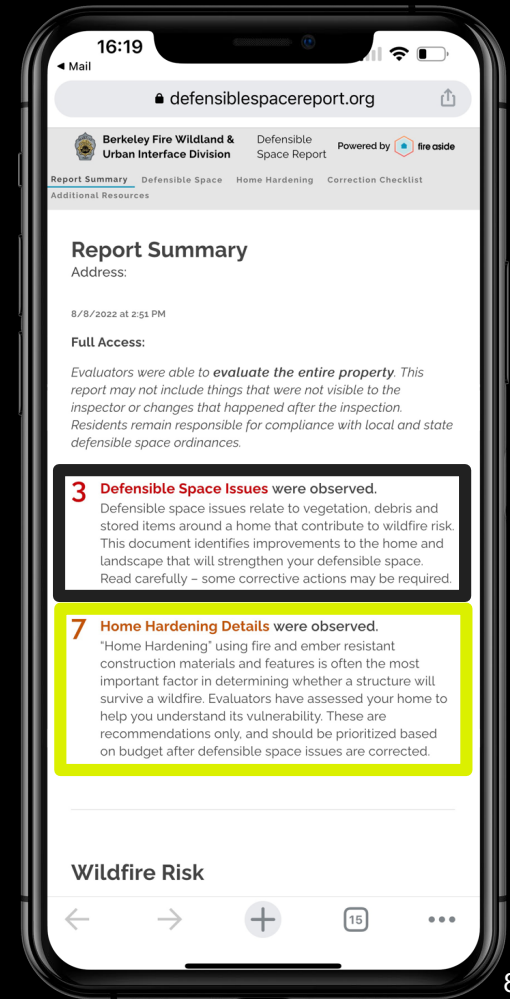 16:19
◄ Mail
defensiblespacereport.org
Berkeley Fire Wildland &
Urban Interface Division
Defensible
Space Report
Powered by
fire aside
Report Summary Defensible Space Home Hardening Correction Checklist
Additional Resources
Report Summary
Address:
8/8/2022 at 2:51 PM
Full Access:
Evaluators were able to evaluate the entire property. This
report may not include things that were not visible to the
inspector or changes that happened after the inspection.
Residents remain responsible for compliance with local and state
defensible space ordinances.
3 Defensible Space Issues were observed.
Defensible space issues relate to vegetation, debris and
stored items around a home that contribute to wildfire risk.
This document identifies improvements to the home and
landscape that will strengthen your defensible space.
Read carefully – some corrective actions may be required.
7 Home Hardening Details were observed.
“Home Hardening” using fire and ember resistant
construction materials and features is often the most
important factor in determining whether a structure will
survive a wildfire. Evaluators have assessed your home to
help you understand its vulnerability. These are
recommendations only, and should be prioritized based
on budget after defensible space issues are corrected.
Wildfire Risk
15
8